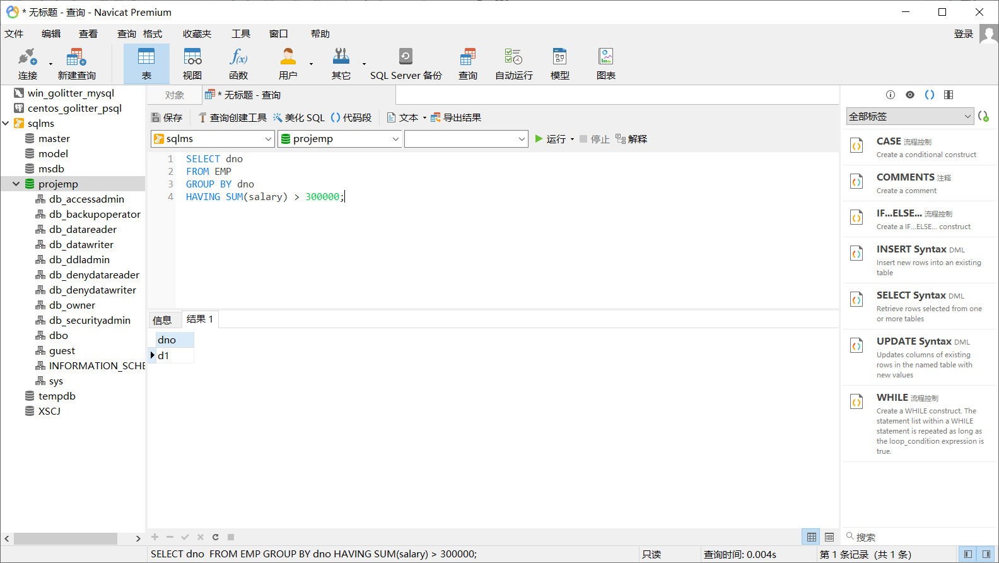 * 无标题 - 查询 - Navicat Premium
文件 编辑 查看 查询 格式 收藏夹 工具 窗口 帮助 登录
连接 新建查询 表 视图 函数 用户 其它 SQL Server 备份 查询 自动运行 模型 图表
f(x)
win_golitter_mysql
centos_golitter_psql
sqlms
master
model
msdb
projemp
db_accessadmin
db_backupoperator
db_datareader
db_datawriter
db_ddladmin
db_denydatareader
db_denydatawriter
db_owner
db_securityadmin
dbo
guest
INFORMATION_SCHE
sys
tempdb
XSCJ
对象 * 无标题 - 查询
保存 查询创建工具 美化 SQL 代码段 文本 导出结果
sqlms projemp 运行 停止 解释
1 SELECT dno
2 FROM EMP
3 GROUP BY dno
4 HAVING SUM(salary) > 300000;
信息 结果 1
dno
d1
全部标签
CASE 流程控制
Create a conditional construct
COMMENTS 注释
Create a comment
IF...ELSE... 流程控制
Create a IF...ELSE... construct
INSERT Syntax DML
Insert new rows into an existing
table
SELECT Syntax DML
Retrieve rows selected from one
or more tables
UPDATE Syntax DML
Updates columns of existing
rows in the named table with
new values
WHILE 流程控制
Create a WHILE construct. The
statement list within a WHILE
statement is repeated as long as
the loop_condition expression is
true.
搜索
SELECT dno  FROM EMP GROUP BY dno HAVING SUM(salary) > 300000; 只读 查询时间: 0.004s 第 1 条记录 (共 1 条)